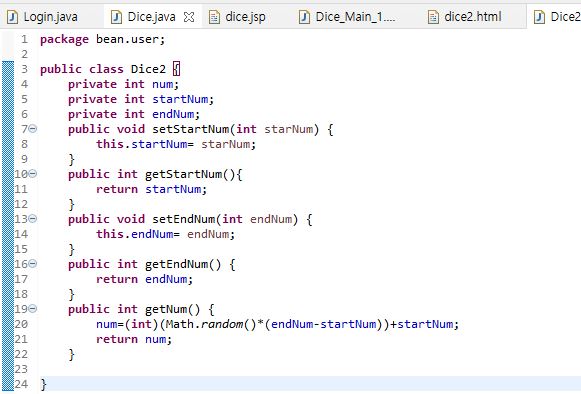 Login.java Dice.java dice.jsp Dice_Main_1.... dice2.html Dice2
1 package bean.user;
2
3 public class Dice2 {
4 private int num;
5 private int startNum;
6 private int endNum;
7 public void setStartNum(int starNum) {
8 this.startNum= starNum;
9 }
10 public int getStartNum(){
11 return startNum;
12 }
13 public void setEndNum(int endNum) {
14 this.endNum= endNum;
15 }
16 public int getEndNum() {
17 return endNum;
18 }
19 public int getNum() {
20 num=(int)(Math.random()*(endNum-startNum))+startNum;
21 return num;
22 }
23
24 }